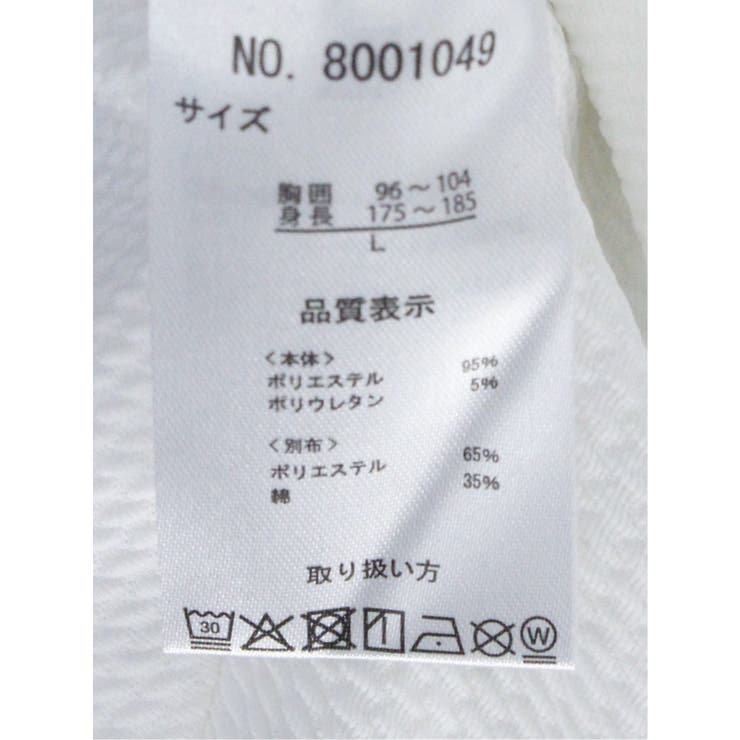 NO. 8001049
サイズ
胸囲 96～104
身長 175～185
L
品質表示
〈本体〉
ポリエステル 95%
ポリウレタン 5%
〈別布〉
ポリエステル 65%
綿 35%
取り扱い方
30 W